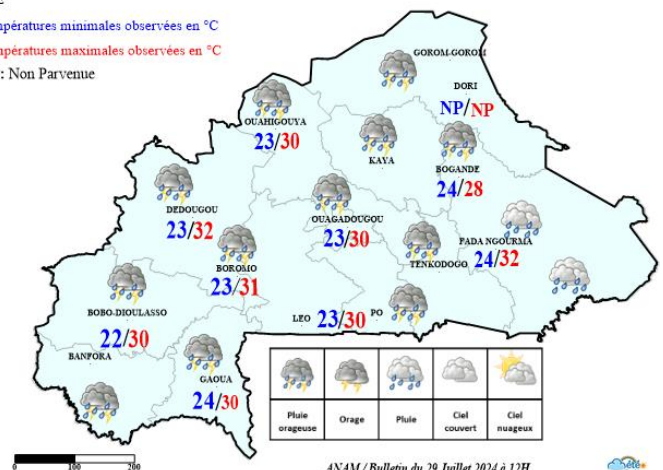 mpératures minimales observées en °C
mpératures maximales observées en °C
: Non Parvenue
GOROM-GOROM
DORI
NP/NP
OUAHIGOUYA
23/30
KAYA
BOGANDE
24/28
DEDOUGOU
23/32
OUAGADOUGOU
23/30
FADA NGOURMA
24/32
BOROMO
23/31
TENKODOGO
BOBO-DIOULASSO
22/30
LEO
23/30
PO
BANFORA
GAOUA
24/30
Pluie orageuse
Orage
Pluie
Ciel couvert
Ciel nuageux
0 100 200
ANAM / Bulletin du 29 Juillet 2024 à 12H
météo